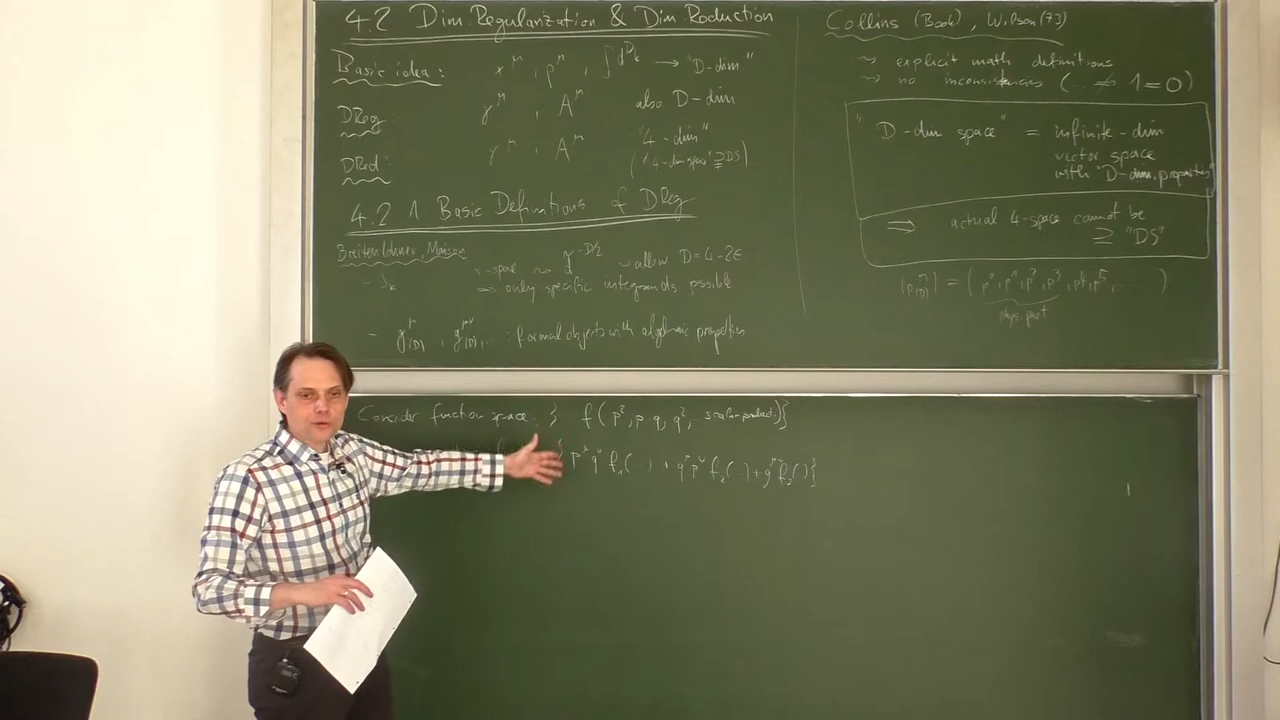 4.2 Dim. Regularization & Dim. Reduction
Basic idea: x^μ, p^μ, ∫d^D k → "D-dim."
DReg: γ^μ, A^μ also D-dim
DRed: γ^μ, A^μ "4-dim"
("4-dim space" ⊋ DS)
4.2.1 Basic Definitions of DReg
Breitenlohner, Maison
x-space ~ α^{-D/2} allow D=4-2ε
⇒ only specific integrands possible
- γ^μ_(D), g^{μν}_(D), ... : formal objects with algebraic properties
Collins (Book), Wilson (73)
~ explicit math definitions
~ no inconsistencies ( 1=0)
"D-dim space" = infinite-dim
vector space
with "D-dim. properties"
⇒ actual 4-space cannot be
⊇ "DS"
(p^μ_(D)) = (p^0, p^1, p^2, p^3, p^4, p^5, ... )
phys. part
Consider function space: { f(p², p q, q², scalar products)}
{p^μ q^ν f_1(...) + q^μ p^ν f_2(...) + g^{μν} f_3()}